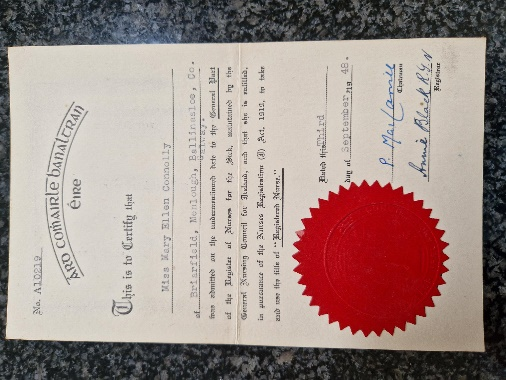 No. A10219
ARD COMAIRLE BANALTRAN
ÉIRE
This is to Certify that
Miss Mary Ellen Connolly
of Briarfield, Menlough, Ballinasloe, Co.
Galway.
was admitted on the undermentioned date to the General Part
of the Register of Nurses for the Sick, maintained by the
General Nursing Council for Ireland, and that she is entitled,
in pursuance of the Nurses Registration (I) Act, 1919, to take
and use the title of "Registered Nurse."
Dated this Third
day of September 19 48.
P. MacCarvill
Chairman
Annie Black R.G.N
Registrar